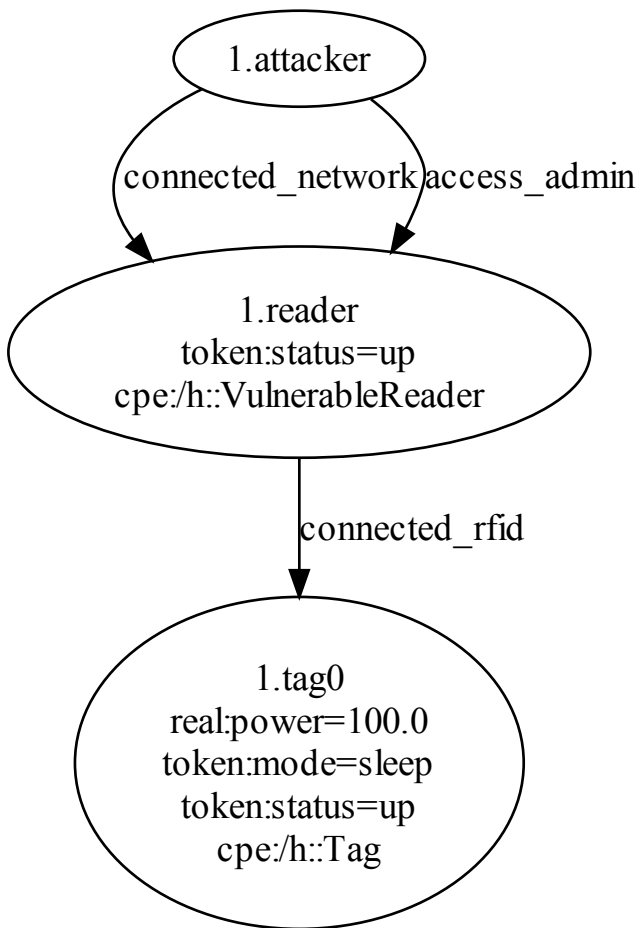 1.attacker
connected_network
access_admin
1.reader
token:status=up
cpe:/h::VulnerableReader
connected_rfid
1.tag0
real:power=100.0
token:mode=sleep
token:status=up
cpe:/h::Tag